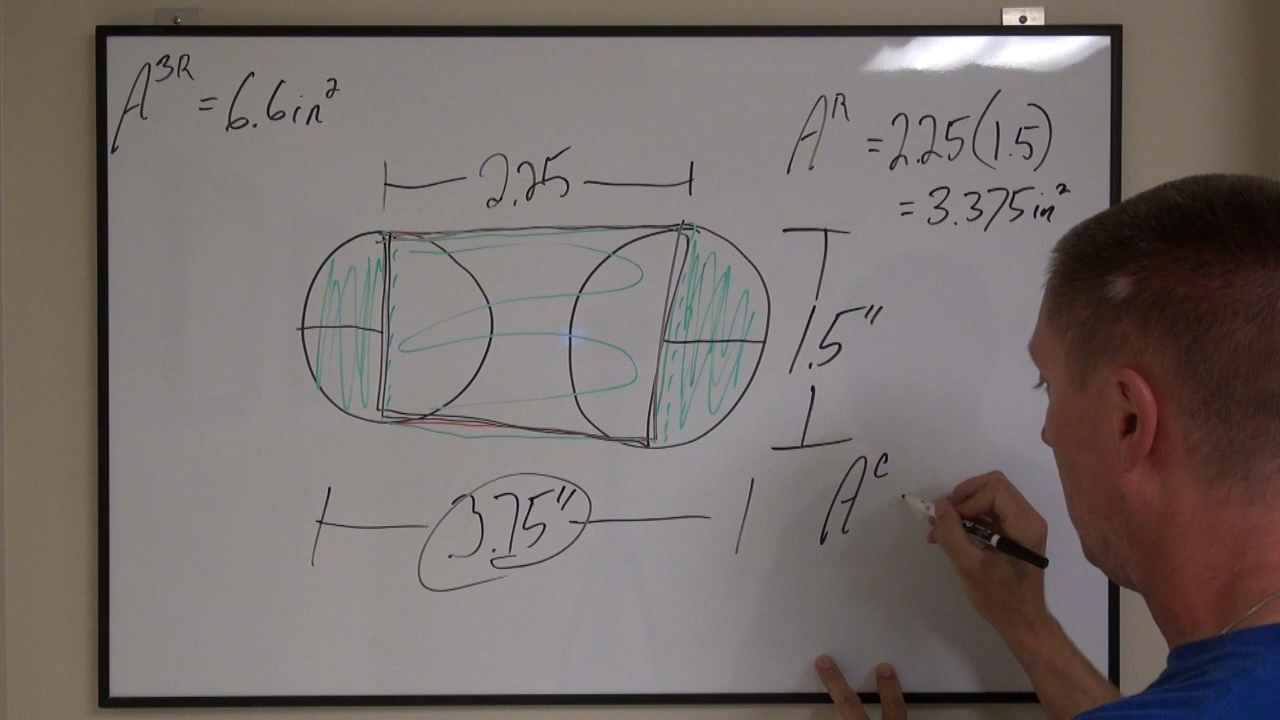 A^3R = 6.6in²
A^R = 2.25(1.5)
= 3.375in²
2.25
1.5"
3.75"
A^C